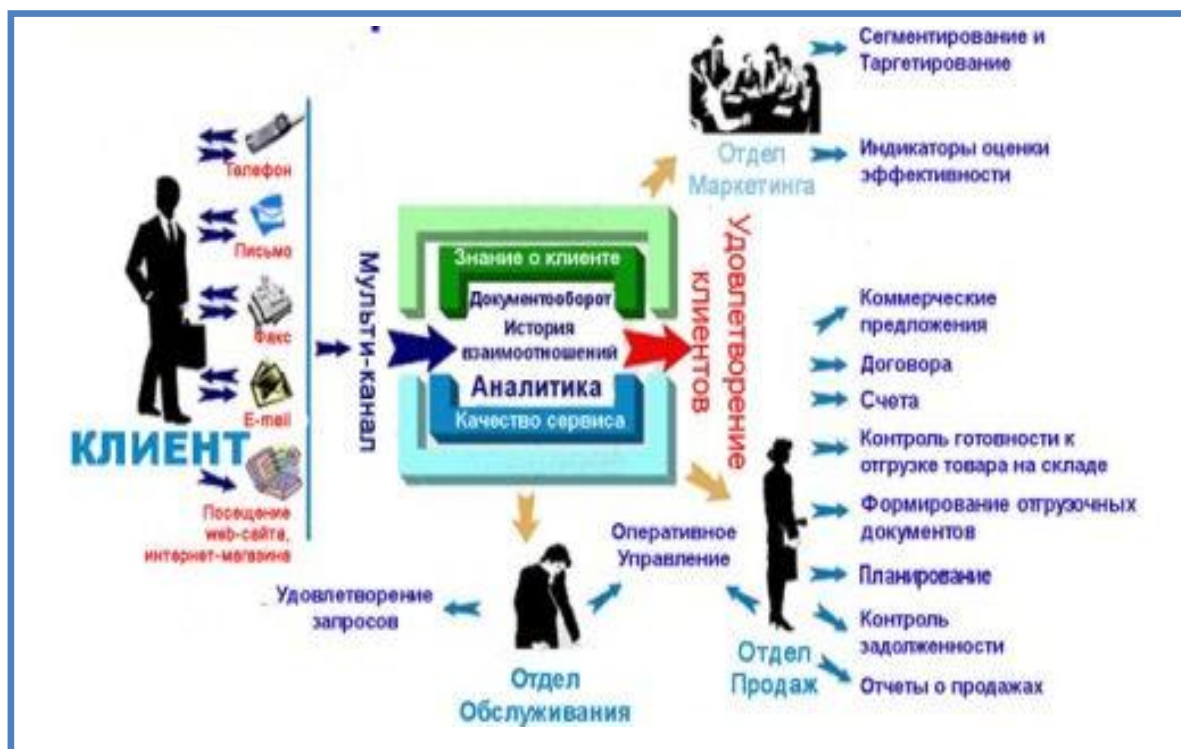 Телефон
Письмо
Факс
E-mail
КЛИЕНТ
Посещение
web-сайта,
интернет-магазина
Мульти-канал
Знание о клиенте
Документооборот
История
взаимоотношений
Аналитика
Качество сервиса
Удовлетворение
клиентов
Отдел
Маркетинга
Сегментирование и
Таргетирование
Индикаторы оценки
эффективности
Коммерческие
предложения
Договора
Счета
Контроль готовности к
отгрузке товара на складе
Формирование отгрузочных
документов
Планирование
Контроль
задолженности
Отчеты о продажах
Отдел
Продаж
Оперативное
Управление
Удовлетворение
запросов
Отдел
Обслуживания